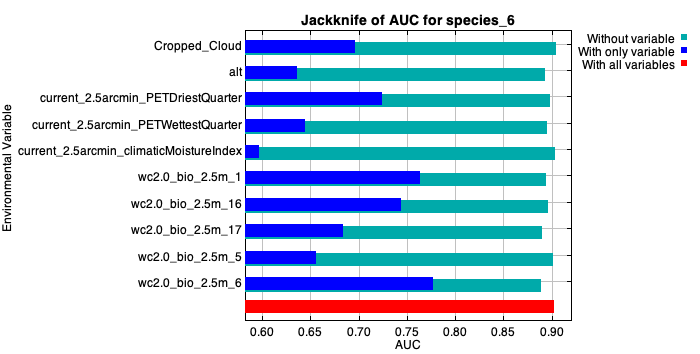 Jackknife of AUC for species_6
Environmental Variable
Cropped_Cloud
alt
current_2.5arcmin_PETDriestQuarter
current_2.5arcmin_PETWettestQuarter
current_2.5arcmin_climaticMoistureIndex
wc2.0_bio_2.5m_1
wc2.0_bio_2.5m_16
wc2.0_bio_2.5m_17
wc2.0_bio_2.5m_5
wc2.0_bio_2.5m_6
0.60 0.65 0.70 0.75 0.80 0.85 0.90
AUC
Without variable
With only variable
With all variables